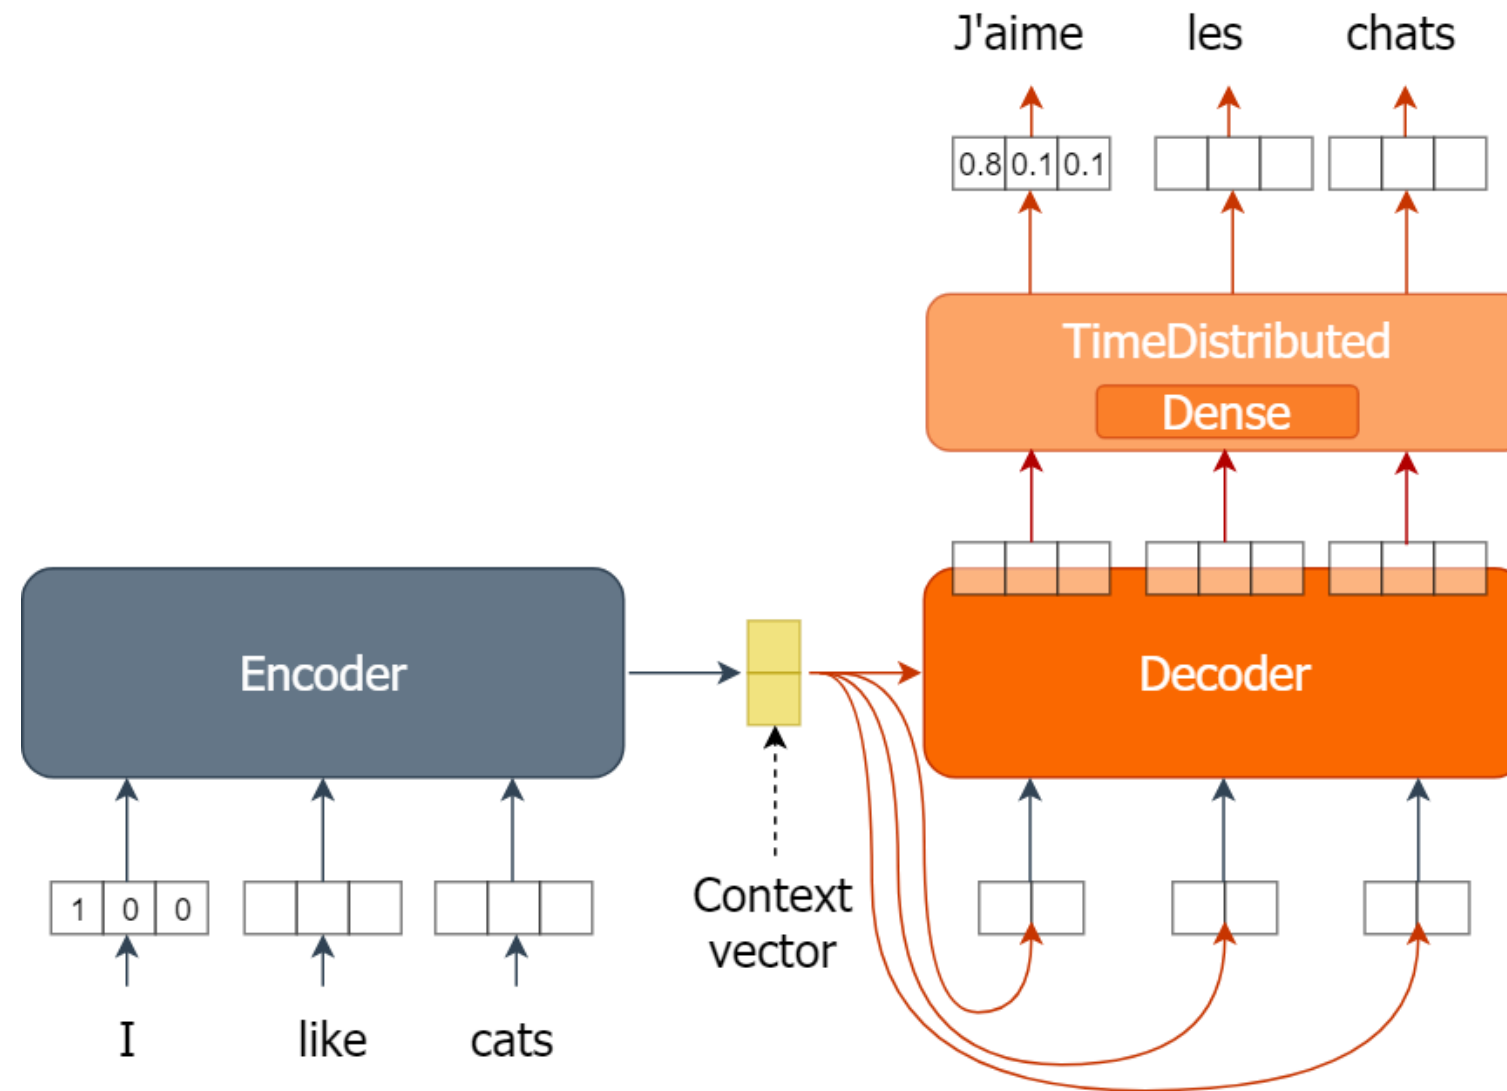 J'aime les chats
0.8 0.1 0.1
TimeDistributed
Dense
Encoder
Decoder
1 0 0
Context
vector
I like cats